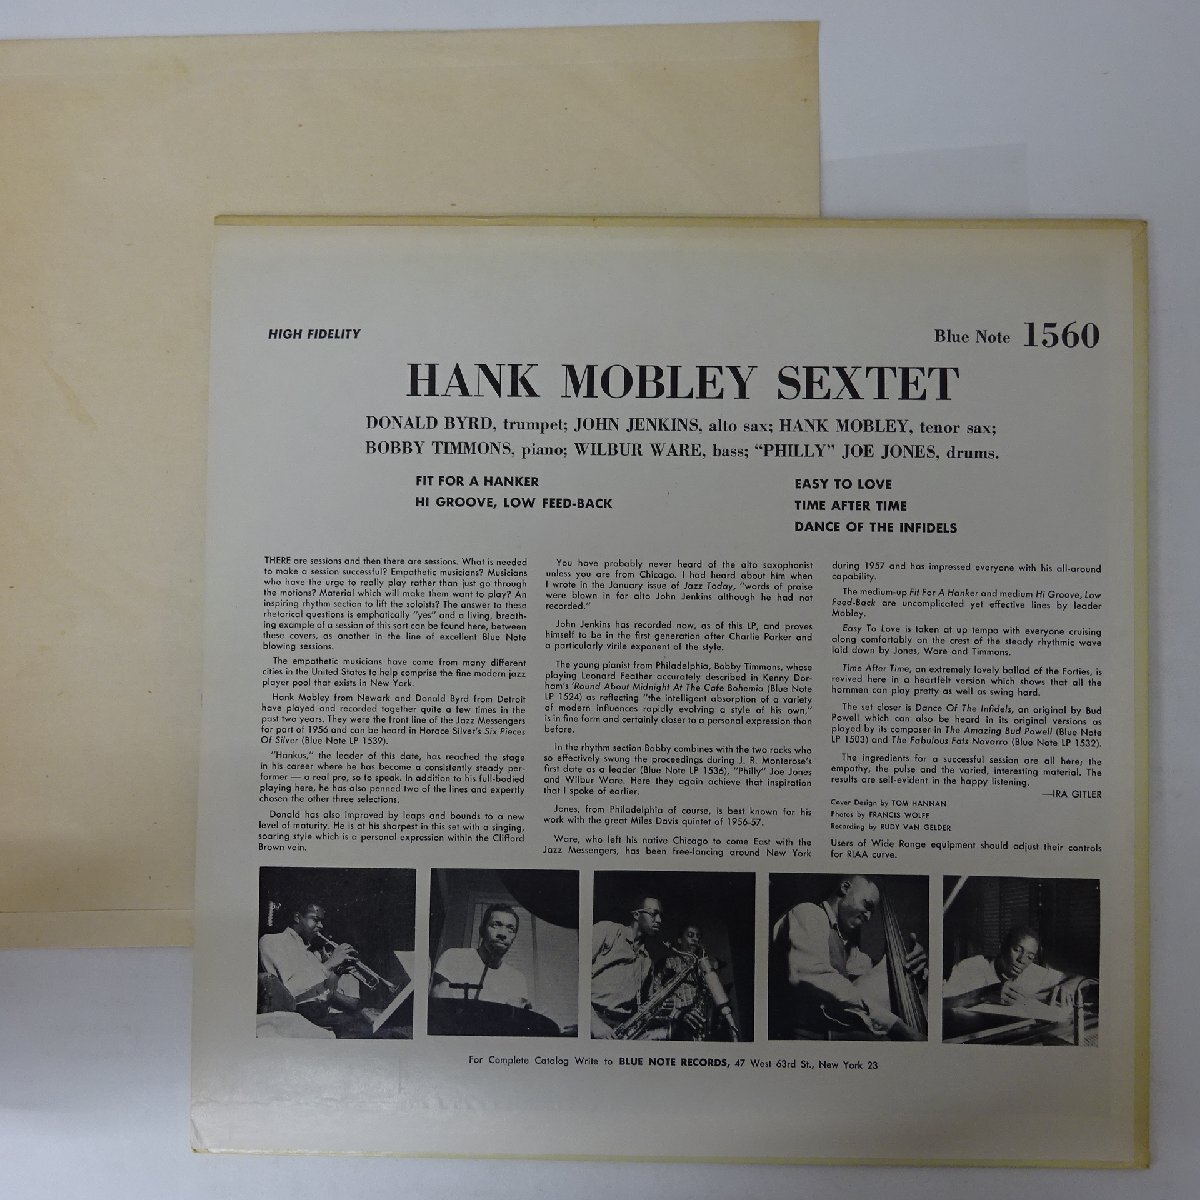 HIGH FIDELITY
Blue Note 1560
HANK MOBLEY SEXTET
DONALD BYRD, trumpet; JOHN JENKINS, alto sax; HANK MOBLEY, tenor sax;
BOBBY TIMMONS, piano; WILBUR WARE, bass; "PHILLY" JOE JONES, drums.
FIT FOR A HANKER
HI GROOVE, LOW FEED-BACK
EASY TO LOVE
TIME AFTER TIME
DANCE OF THE INFIDELS
THERE are sessions and then there are sessions. What is needed
to make a session successful? Empathetic musicians? Musicians
who have the urge to really play rather than just go through
the motions? Material which will make them want to play? An
inspiring rhythm section to lift the soloists? The answer to these
rhetorical questions is emphatically "yes" and a living, breath-
ing example of a session of this sort can be found here, between
these covers, as another in the line of excellent Blue Note
blowing sessions.
The empathetic musicians have come from many different
cities in the United States to help comprise the fine modern jazz
player pool that exists in New York.
Hank Mobley from Newark and Donald Byrd from Detroit
have played and recorded together quite a few times in the
past two years. They were the front line of the Jazz Messengers
for part of 1956 and can be heard in Horace Silver's Six Pieces
Of Silver (Blue Note LP 1539).
"Hankus," the leader of this date, has reached the stage
in his career where he has become a consistently steady per-
former — a real pro, so to speak. In addition to his full-bodied
playing here, he has also penned two of the lines and expertly
chosen the other three selections.
Donald has also improved by leaps and bounds to a new
level of maturity. He is at his sharpest in this set with a singing,
soaring style which is a personal expression within the Clifford
Brown vein.
You have probably never heard of the alto saxophonist
unless you are from Chicago. I had heard about him when
I wrote in the January issue of Jazz Today, "words of praise
were blown in for alto John Jenkins although he had not
recorded."
John Jenkins has recorded now, as of this LP, and proves
himself to be in the first generation after Charlie Parker and
a particularly virile exponent of the style.
The young pianist from Philadelphia, Bobby Timmons, whose
playing Leonard Feather accurately described in Kenny Dor-
ham's 'Round About Midnight At The Cafe Bohemia (Blue Note
LP 1524) as reflecting "the intelligent absorption of a variety
of modern influences rapidly evolving a style of his own,"
is in fine form and certainly closer to a personal expression than
before.
In the rhythm section Bobby combines with the two rocks who
so effectively swung the proceedings during J. R. Monterose's
first date as a leader (Blue Note LP 1536), "Philly" Joe Jones
and Wilbur Ware. Here they again achieve that inspiration
that I spoke of earlier.
Jones, from Philadelphia of course, is best known for his
work with the great Miles Davis quintet of 1956-57.
Ware, who left his native Chicago to come East with the
Jazz Messengers, has been free-lancing around New York
during 1957 and has impressed everyone with his all-around
capability.
The medium-up Fit For A Hanker and medium Hi Groove, Low
Feed-Back are uncomplicated yet effective lines by leader
Mobley.
Easy To Love is taken at up tempo with everyone cruising
along comfortably on the crest of the steady rhythmic wave
laid down by Jones, Ware and Timmons.
Time After Time, an extremely lovely ballad of the Forties, is
revived here in a heartfelt version which shows that all the
hornmen can play pretty as well as swing hard.
The set closer is Dance Of The Infidels, an original by Bud
Powell which can also be heard in its original versions as
played by its composer in The Amazing Bud Powell (Blue Note
LP 1503) and The Fabulous Fats Navarro (Blue Note LP 1532).
The ingredients for a successful session are all here; the
empathy, the pulse and the varied, interesting material. The
results are self-evident in the happy listening.
—IRA GITLER
Cover Design by TOM HANNAN
Photos by FRANCIS WOLFF
Recording by RUDY VAN GELDER
Users of Wide Range equipment should adjust their controls
for RIAA curve.
For Complete Catalog Write to BLUE NOTE RECORDS, 47 West 63rd St., New York 23